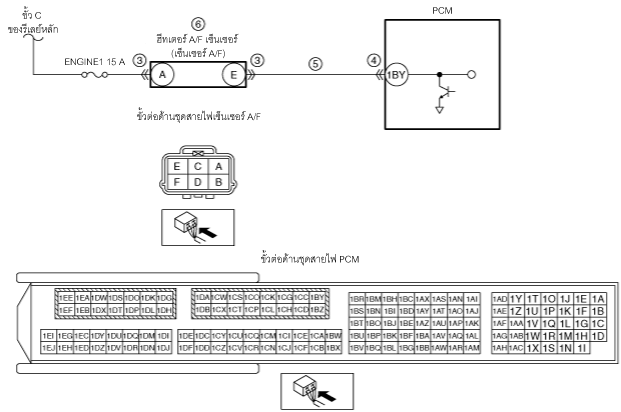 ขั้ว C
ของรีเลย์หลัก
ENGINE1 15 A
⑥
ฮีทเตอร์ A/F เซ็นเซอร์
(เซ็นเซอร์ A/F)
③
A
E
③
⑤
④
PCM
1BY
ขั้วต่อด้านชุดสายไฟเซ็นเซอร์ A/F
E C A
F D B
ขั้วต่อด้านชุดสายไฟ PCM
1EE 1EA 1DW 1DS 1DO 1DK 1DG 1DA 1CW 1CS 1CO 1CK 1CG 1CC 1BY 1BR 1BM 1BH 1BC 1AX 1AS 1AN 1AI 1AD 1Y 1T 1O 1J 1E 1A
1EF 1EB 1DX 1DT 1DP 1DL 1DH 1DB 1CX 1CT 1CP 1CL 1CH 1CD 1BZ 1BS 1BN 1BI 1BD 1AY 1AT 1AO 1AJ 1AE 1Z 1U 1P 1K 1F 1B
1BT 1BO 1BJ 1BE 1AZ 1AU 1AP 1AK 1AF 1AA 1V 1Q 1L 1G 1C
1EI 1EG 1EC 1DY 1DU 1DQ 1DM 1DI 1DE 1DC 1CY 1CU 1CQ 1CM 1CI 1CE 1CA 1BW 1BU 1BP 1BK 1BF 1BA 1AV 1AQ 1AL 1AG 1AB 1W 1R 1M 1H 1D
1EJ 1EH 1ED 1DZ 1DV 1DR 1DN 1DJ 1DF 1DD 1CZ 1CV 1CR 1CN 1CJ 1CF 1CB 1BX 1BV 1BQ 1BL 1BG 1BB 1AW 1AR 1AM 1AH 1AC 1X 1S 1N 1I